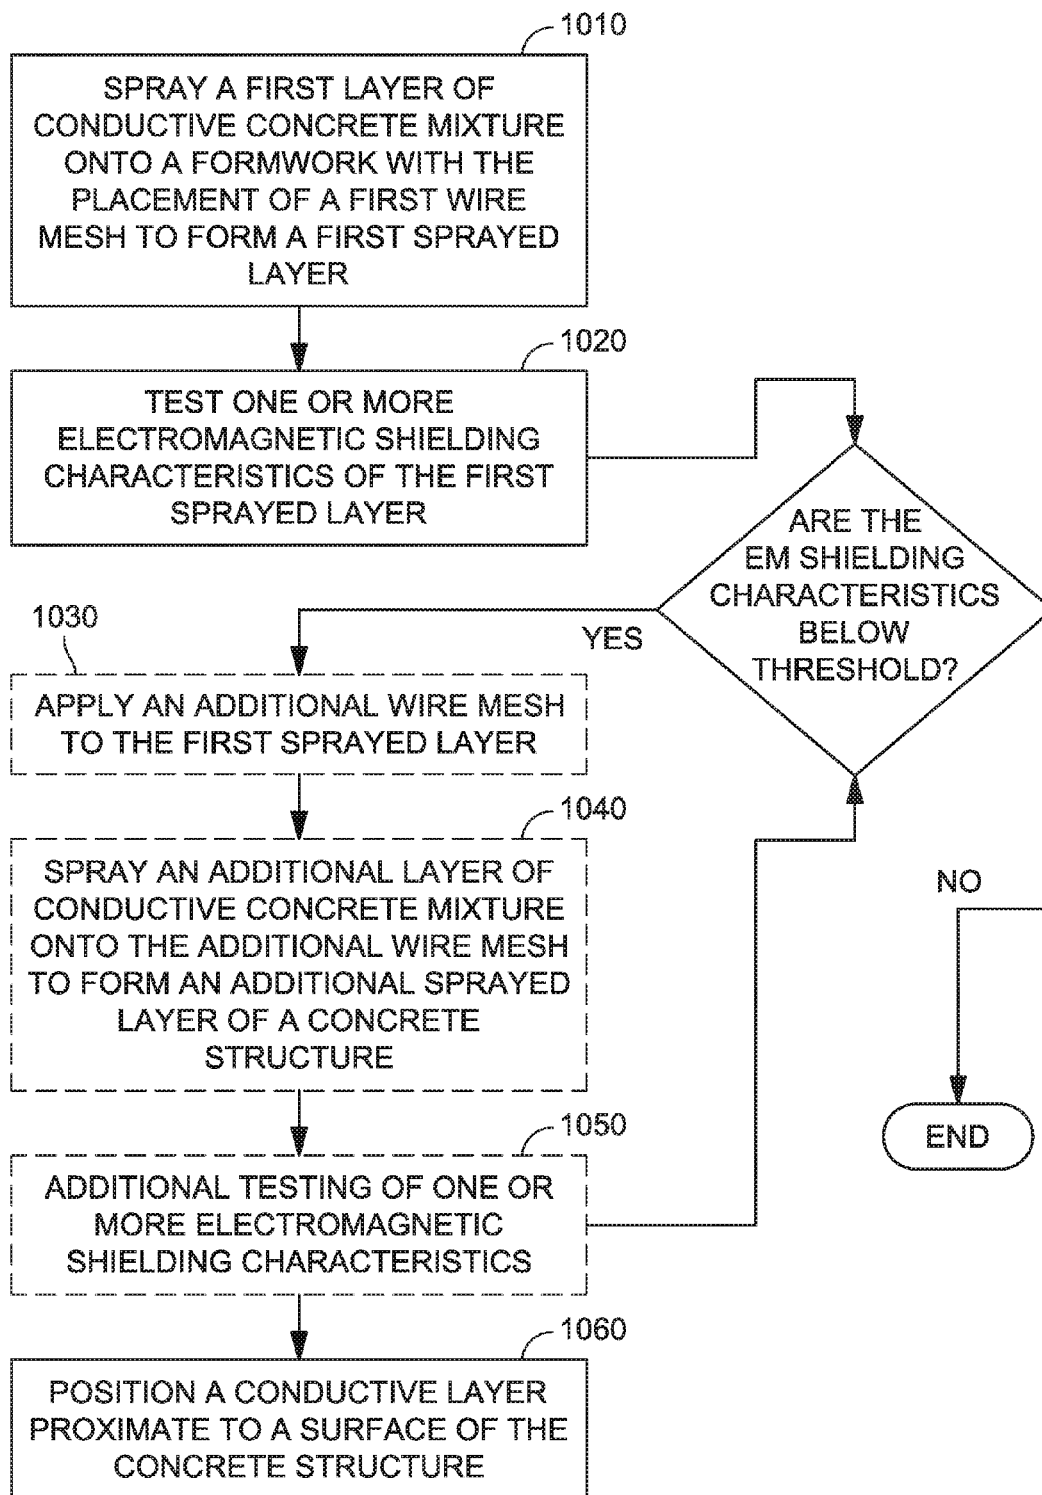 1010
SPRAY A FIRST LAYER OF
CONDUCTIVE CONCRETE MIXTURE
ONTO A FORMWORK WITH THE
PLACEMENT OF A FIRST WIRE
MESH TO FORM A FIRST SPRAYED
LAYER
1020
TEST ONE OR MORE
ELECTROMAGNETIC SHIELDING
CHARACTERISTICS OF THE FIRST
SPRAYED LAYER
ARE THE
EM SHIELDING
CHARACTERISTICS
BELOW
THRESHOLD?
YES
1030
APPLY AN ADDITIONAL WIRE MESH
TO THE FIRST SPRAYED LAYER
1040
SPRAY AN ADDITIONAL LAYER OF
CONDUCTIVE CONCRETE MIXTURE
ONTO THE ADDITIONAL WIRE MESH
TO FORM AN ADDITIONAL SPRAYED
LAYER OF A CONCRETE
STRUCTURE
NO
END
1050
ADDITIONAL TESTING OF ONE OR
MORE ELECTROMAGNETIC
SHIELDING CHARACTERISTICS
1060
POSITION A CONDUCTIVE LAYER
PROXIMATE TO A SURFACE OF THE
CONCRETE STRUCTURE